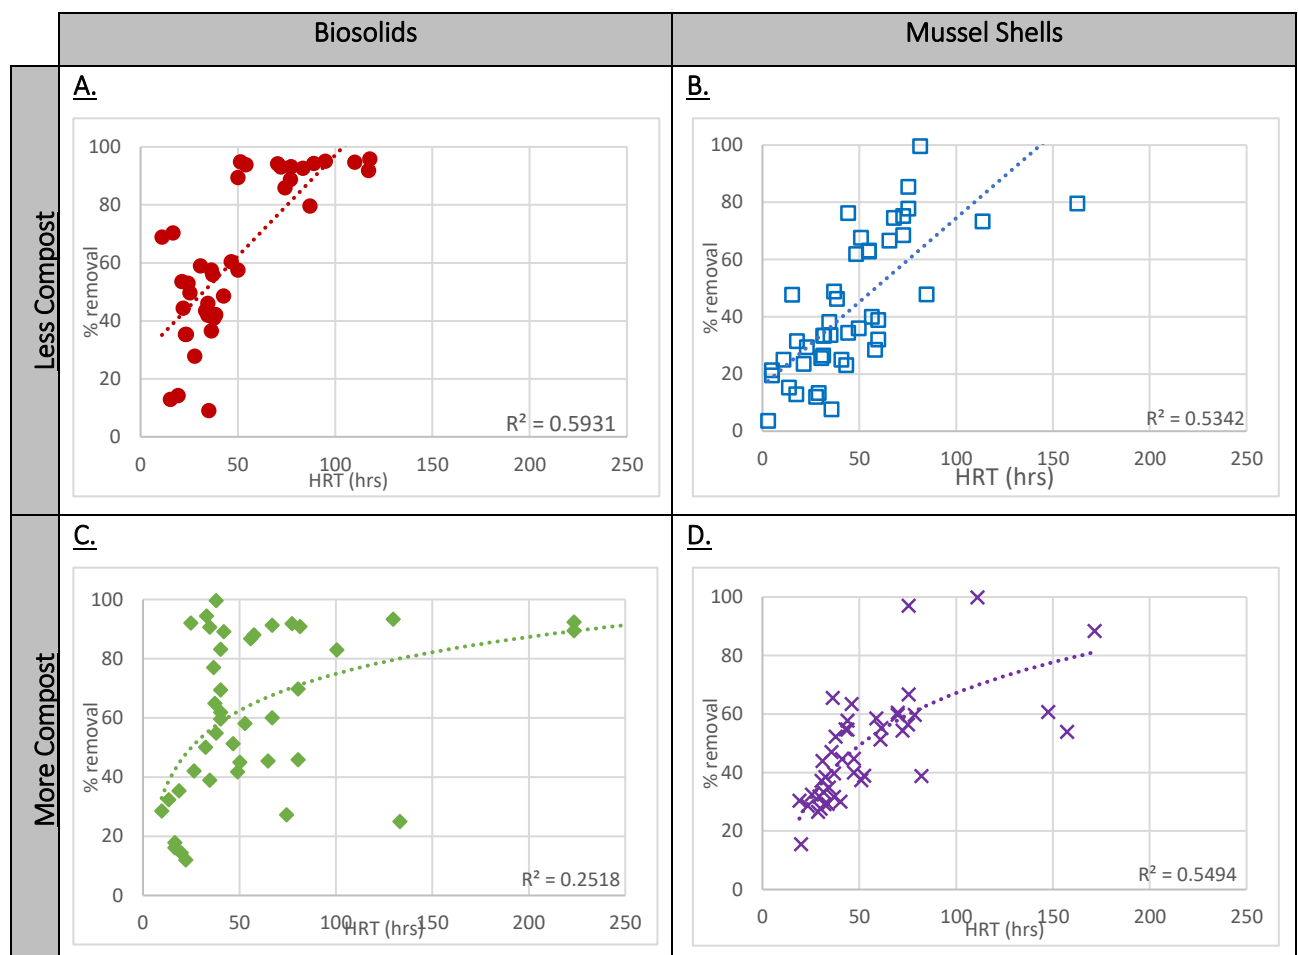 Biosolids
Mussel Shells
Less Compost
A.
100
80
60
40
20
0
% removal
R² = 0.5931
0 50 100 150 200 250
HRT (hrs)
B.
100
80
60
40
20
0
% removal
R² = 0.5342
0 50 100 150 200 250
HRT (hrs)
More Compost
C.
100
80
60
40
20
0
% removal
R² = 0.2518
0 50 100 150 200 250
HRT (hrs)
D.
100
80
60
40
20
0
% removal
R² = 0.5494
0 50 100 150 200 250
HRT (hrs)